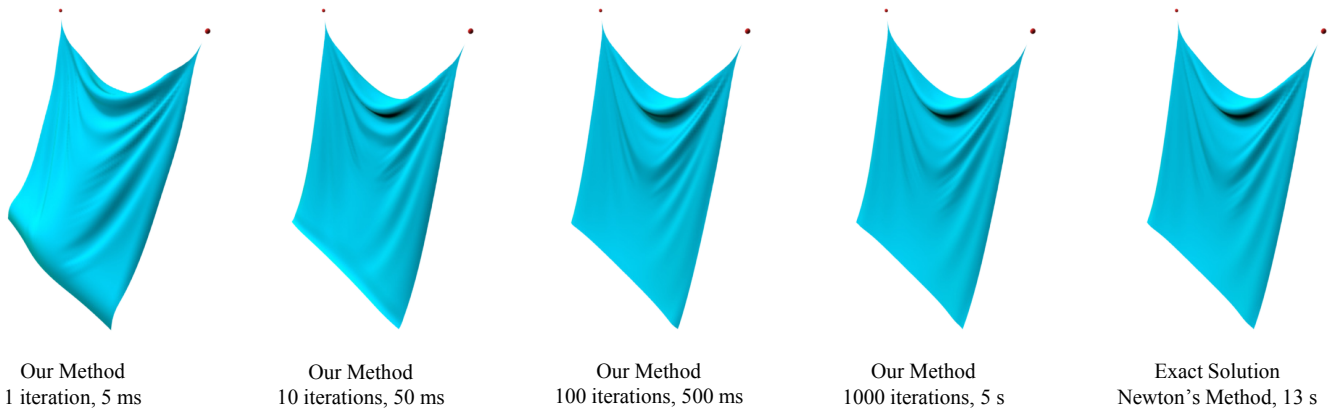 Our Method
1 iteration, 5 ms
Our Method
10 iterations, 50 ms
Our Method
100 iterations, 500 ms
Our Method
1000 iterations, 5 s
Exact Solution
Newton’s Method, 13 s